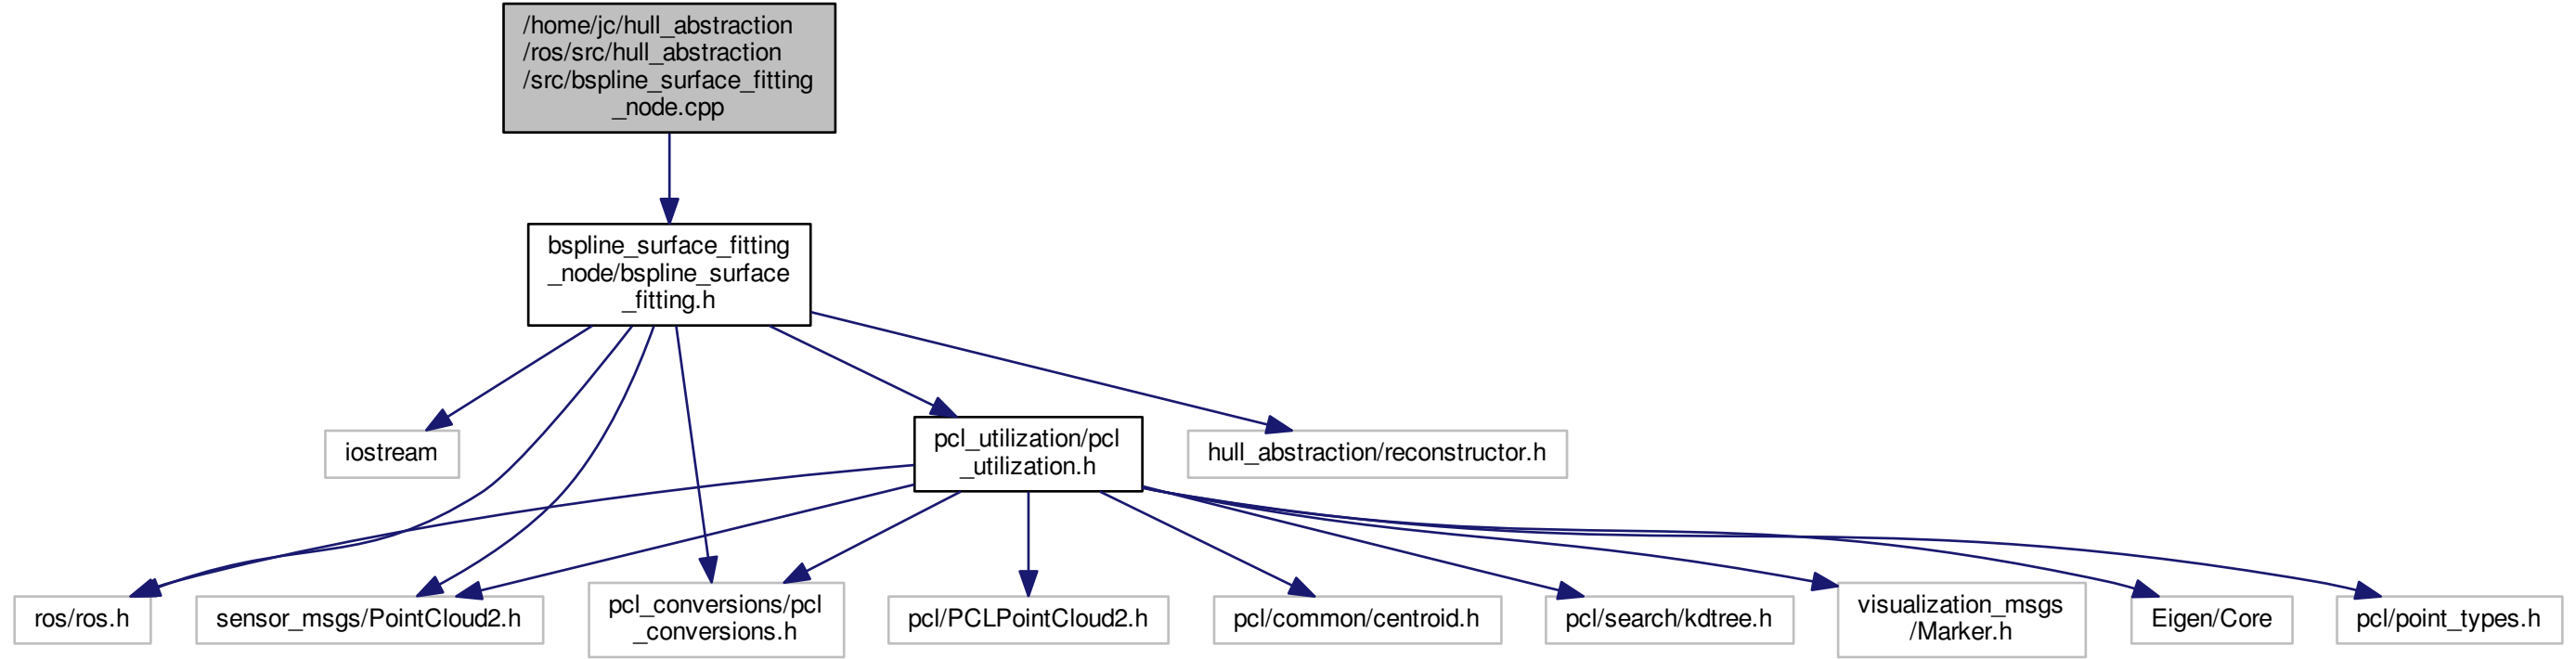 /home/jc/hull_abstraction
/ros/src/hull_abstraction
/src/bspline_surface_fitting
_node.cpp
bspline_surface_fitting
_node/bspline_surface
_fitting.h
iostream
pcl_utilization/pcl
_utilization.h
hull_abstraction/reconstructor.h
ros/ros.h
sensor_msgs/PointCloud2.h
pcl_conversions/pcl
_conversions.h
pcl/PCLPointCloud2.h
pcl/common/centroid.h
pcl/search/kdtree.h
visualization_msgs
/Marker.h
Eigen/Core
pcl/point_types.h